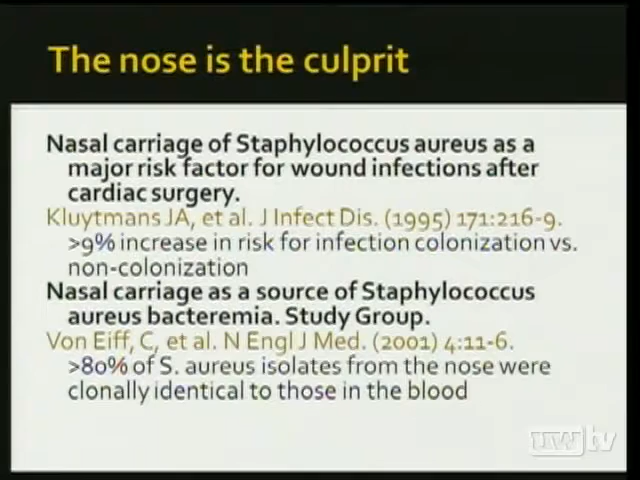 The nose is the culprit
Nasal carriage of Staphylococcus aureus as a
major risk factor for wound infections after
cardiac surgery.
Kluytmans JA, et al. J Infect Dis. (1995) 171:216-9.
>9% increase in risk for infection colonization vs.
non-colonization
Nasal carriage as a source of Staphylococcus
aureus bacteremia. Study Group.
Von Eiff, C, et al. N Engl J Med. (2001) 4:11-6.
>80% of S. aureus isolates from the nose were
clonally identical to those in the blood
uwtv